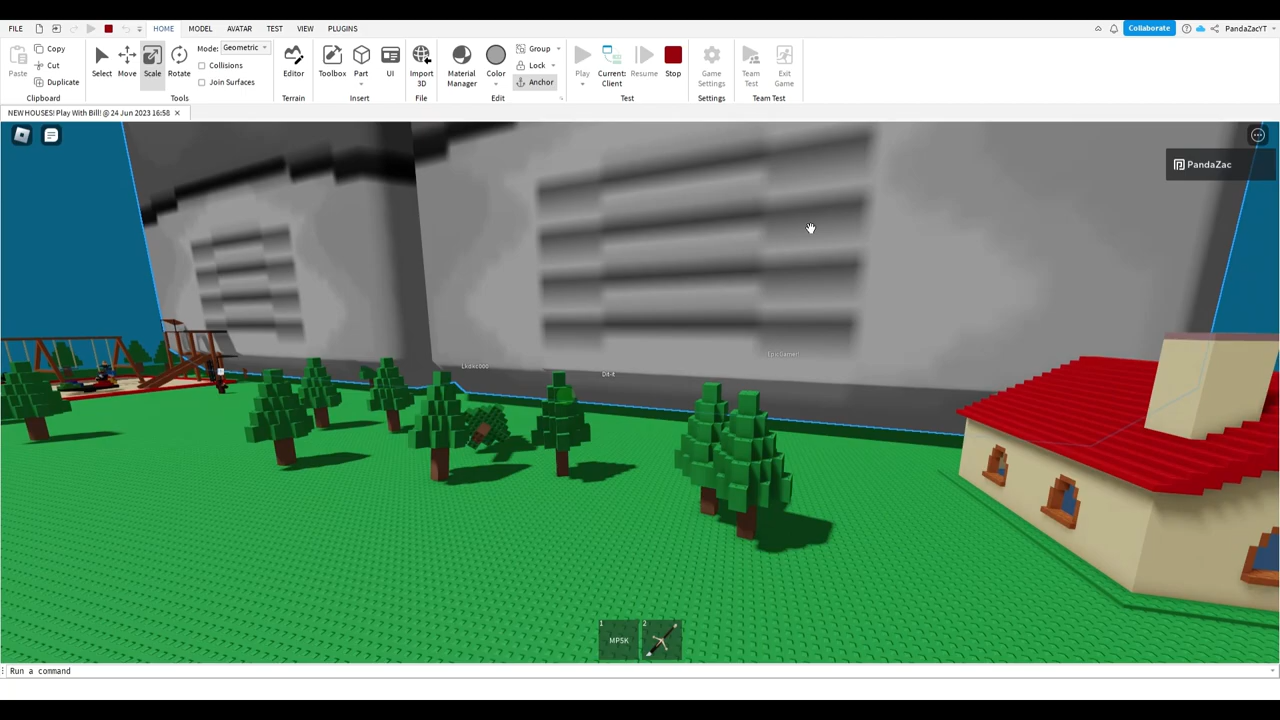 FILE HOME MODEL AVATAR TEST VIEW PLUGINS Collaborate PandaZacYT
Paste Copy Cut Duplicate Clipboard
Select Move Scale Rotate Mode: Geometric Collisions Join Surfaces Tools
Editor Terrain
Toolbox Part UI Insert
Import 3D File
Material Manager Color Group Lock Anchor Edit
Play Current: Client Resume Stop Test
Game Settings Settings
Team Test Exit Game Team Test
NEW HOUSES! Play With Bill! @ 24 Jun 2023 16:58
PandaZac
1 MP5K 2
Run a command